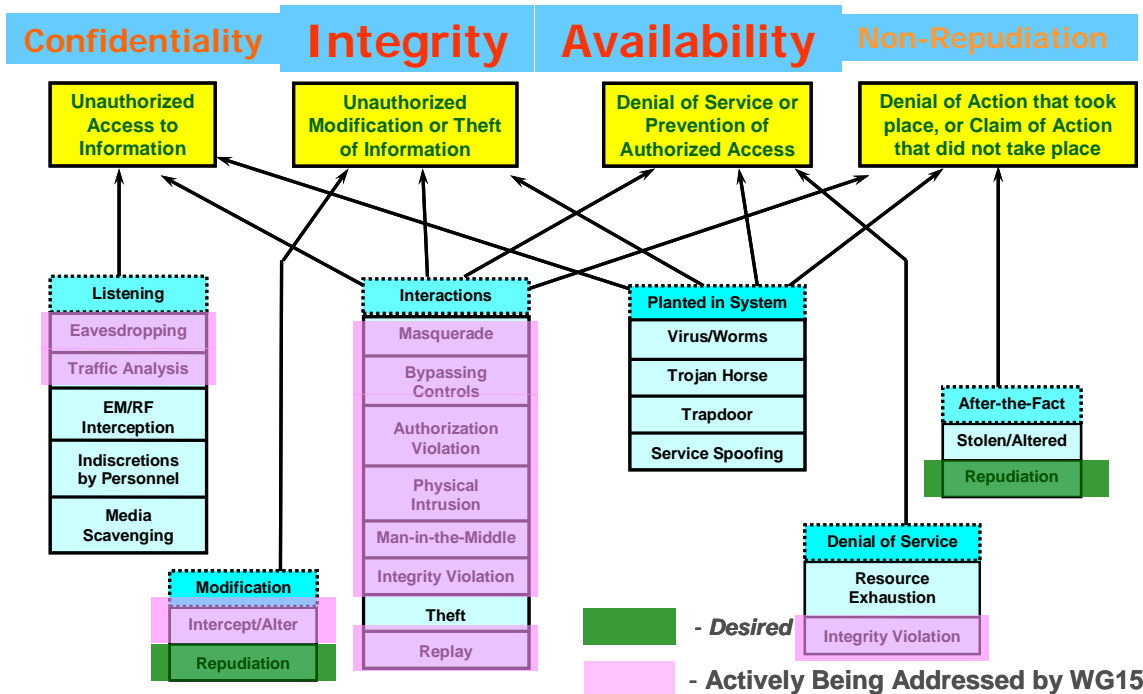 Confidentiality
Integrity
Availability
Non-Repudiation
Unauthorized
Access to
Information
Unauthorized
Modification or Theft
of Information
Denial of Service or
Prevention of
Authorized Access
Denial of Action that took
place, or Claim of Action
that did not take place
Listening
Eavesdropping
Traffic Analysis
EM/RF
Interception
Indiscretions
by Personnel
Media
Scavenging
Modification
Intercept/Alter
Repudiation
Interactions
Masquerade
Bypassing
Controls
Authorization
Violation
Physical
Intrusion
Man-in-the-Middle
Integrity Violation
Theft
Replay
Planted in System
Virus/Worms
Trojan Horse
Trapdoor
Service Spoofing
After-the-Fact
Stolen/Altered
Repudiation
Denial of Service
Resource
Exhaustion
Integrity Violation
- Desired
- Actively Being Addressed by WG15